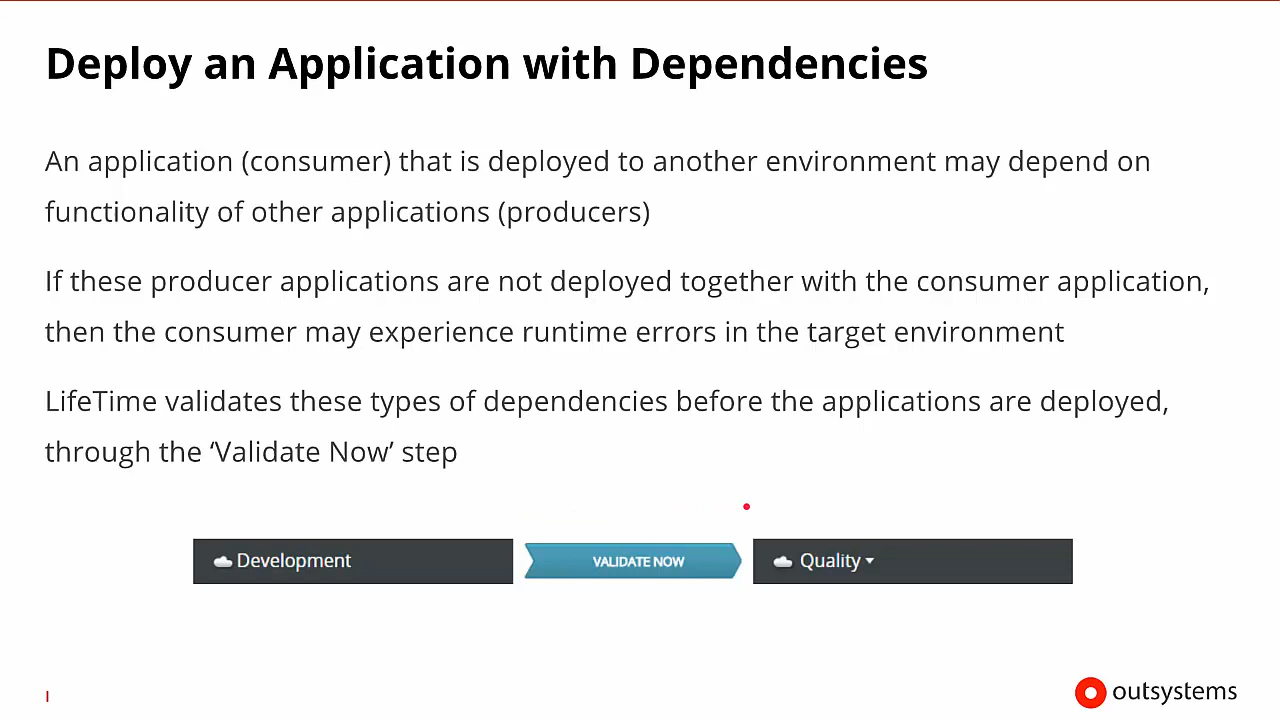 Deploy an Application with Dependencies
An application (consumer) that is deployed to another environment may depend on
functionality of other applications (producers)
If these producer applications are not deployed together with the consumer application,
then the consumer may experience runtime errors in the target environment
LifeTime validates these types of dependencies before the applications are deployed,
through the ‘Validate Now’ step
Development
VALIDATE NOW
Quality
outsystems